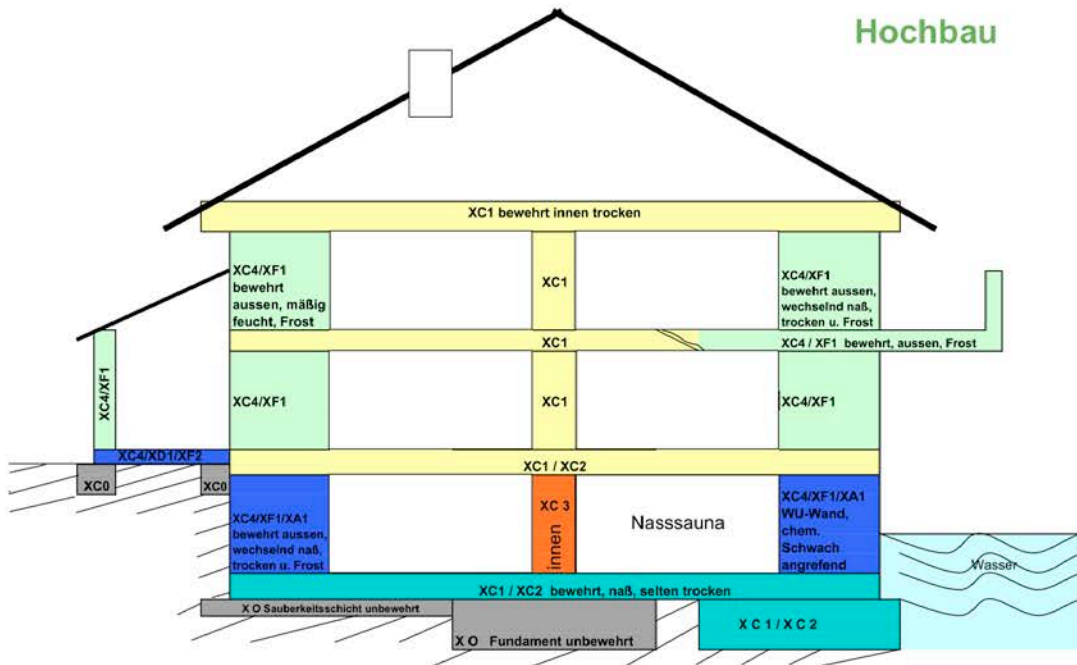 Hochbau
XC1 bewehrt innen trocken
XC4/XF1
bewehrt
aussen, mäßig
feucht, Frost
XC1
XC4/XF1
bewehrt aussen,
wechselnd naß,
trocken u. Frost
XC1
XC4 / XF1 bewehrt, aussen, Frost
XC4/XF1
XC4/XF1
XC1
XC4/XF1
XC4/XD1/XF2
XC1 / XC2
XC0
XC0
XC4/XF1/XA1
bewehrt aussen,
wechselnd naß,
trocken u. Frost
XC 3
innen
Nasssauna
XC4/XF1/XA1
WU-Wand,
chem.
Schwach
angrefend
Wasser
XC1 / XC2 bewehrt, naß, selten trocken
X O Sauberkeitsschicht unbewehrt
X O Fundament unbewehrt
X C 1 / X C 2